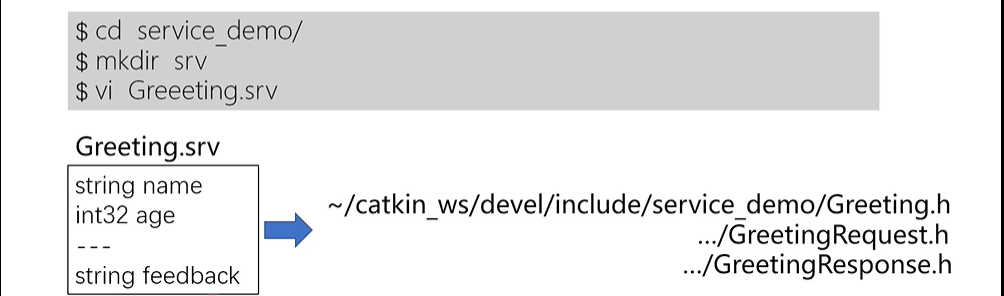 $ cd service_demo/
$ mkdir srv
$ vi Greeeting.srv
Greeting.srv
string name
int32 age
---
string feedback
~/catkin_ws/devel/include/service_demo/Greeting.h
.../GreetingRequest.h
.../GreetingResponse.h